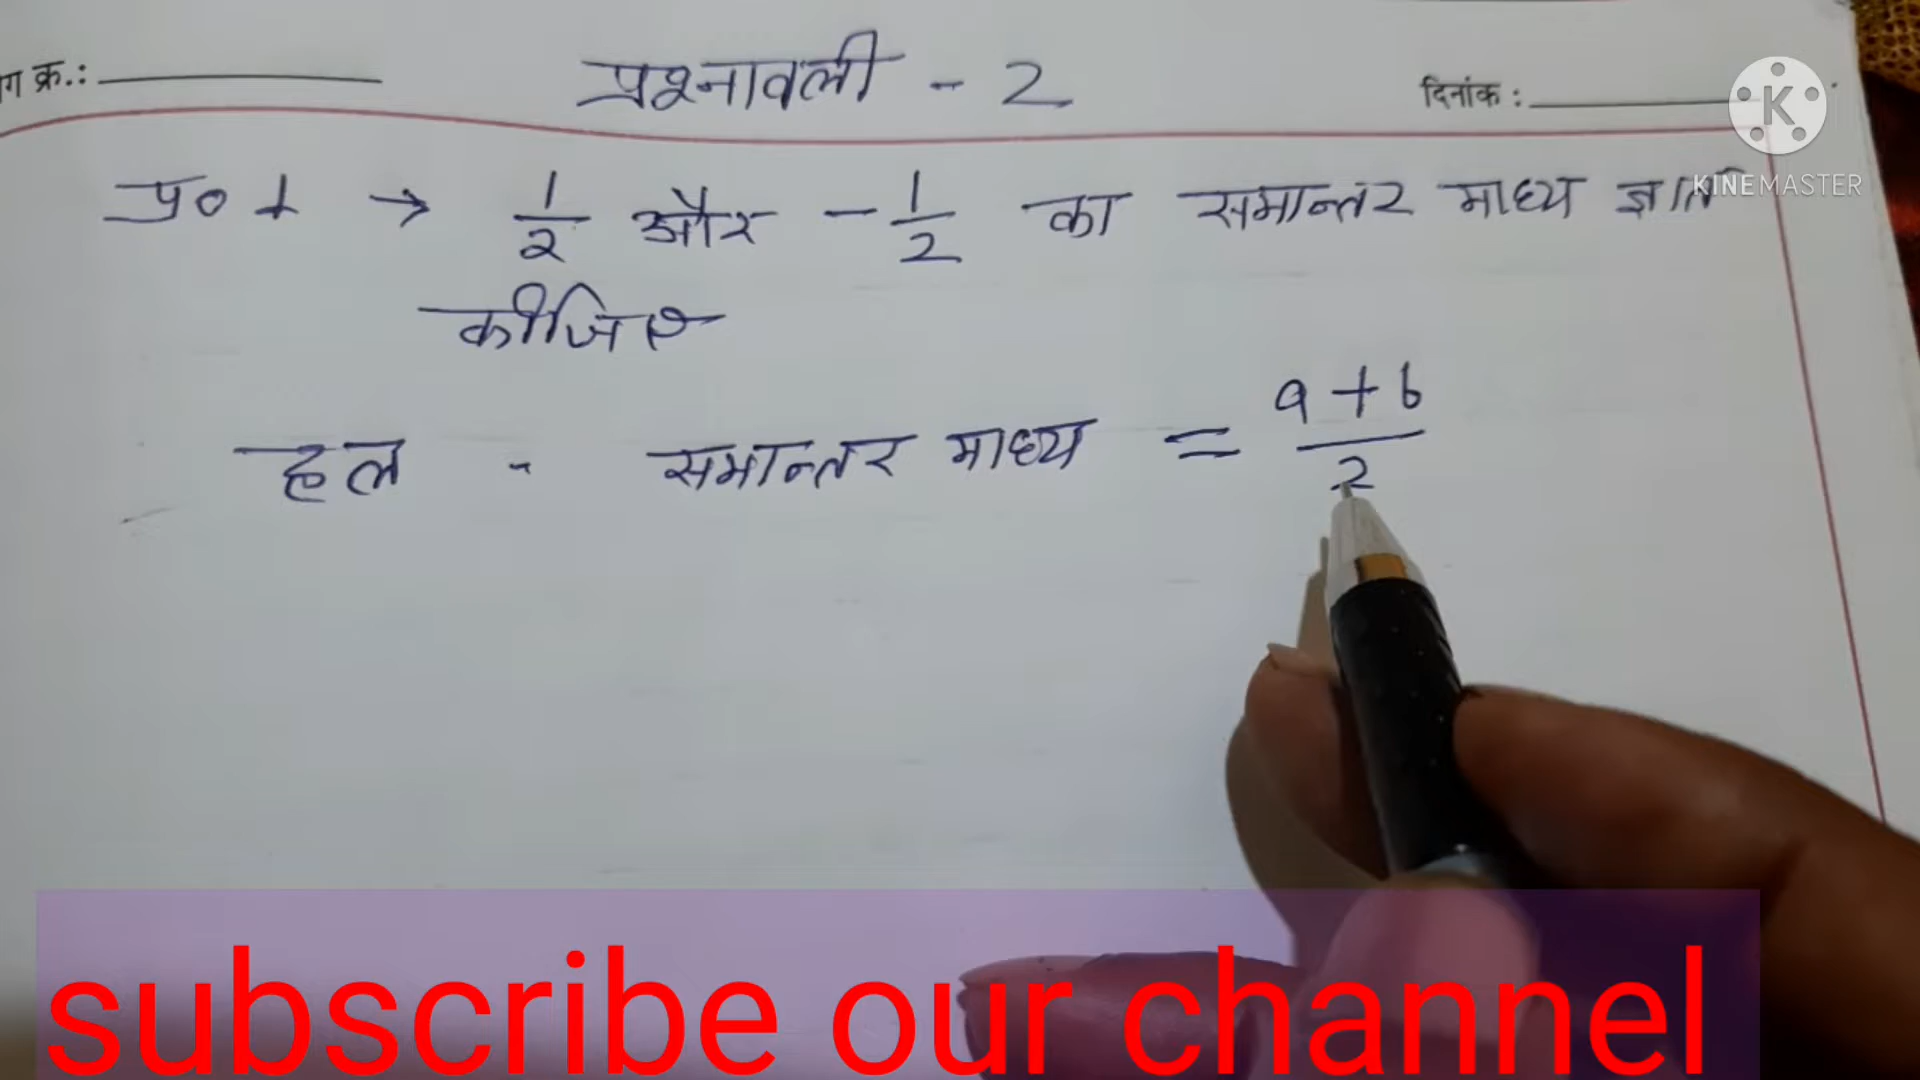 ग क्र.:
प्रश्नावली - 2
दिनांक :
K
KINEMASTER
प्र० 1 → 1/2 और - 1/2 का समान्तर माध्य ज्ञात
कीजिए
हल - समान्तर माध्य = a + b / 2
subscribe our channel